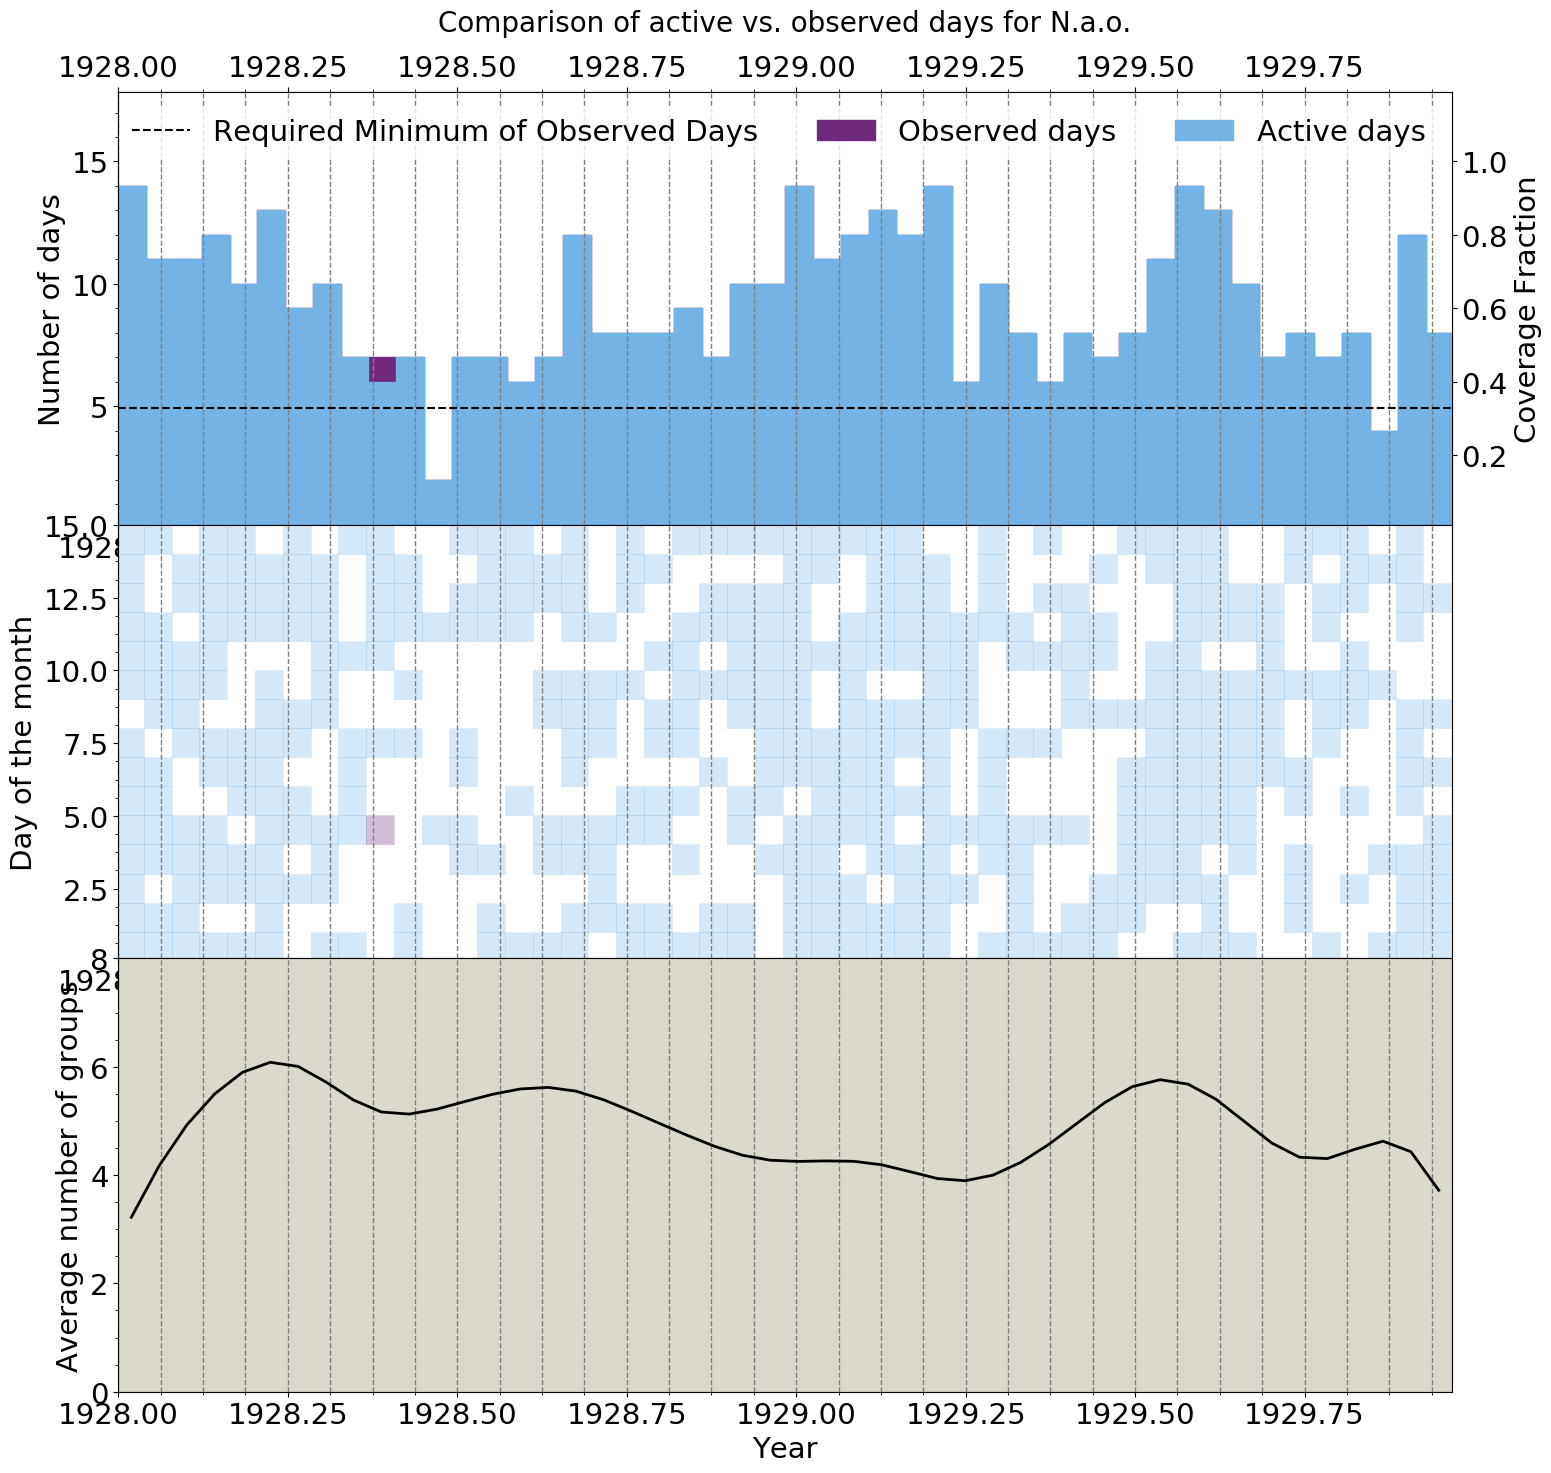 Comparison of active vs. observed days for N.a.o.
1928.00 1928.25 1928.50 1928.75 1929.00 1929.25 1929.50 1929.75
Required Minimum of Observed Days Observed days Active days
Number of days
15
10
5
Coverage Fraction
1.0
0.8
0.6
0.4
0.2
Day of the month
15.0
1928
12.5
10.0
7.5
5.0
2.5
Average number of groups
8
1928
6
4
2
0
1928.00 1928.25 1928.50 1928.75 1929.00 1929.25 1929.50 1929.75
Year